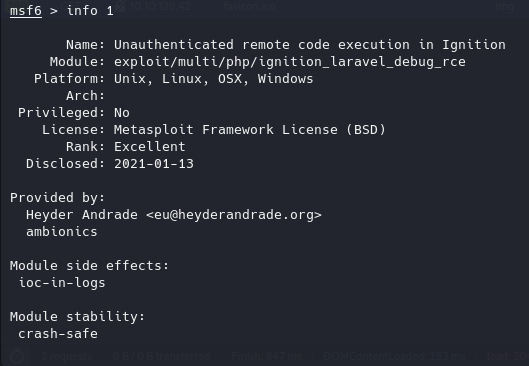 msf6 > info 1
Name: Unauthenticated remote code execution in Ignition
Module: exploit/multi/php/ignition_laravel_debug_rce
Platform: Unix, Linux, OSX, Windows
Arch:
Privileged: No
License: Metasploit Framework License (BSD)
Rank: Excellent
Disclosed: 2021-01-13
Provided by:
Heyder Andrade <eu@heyderandrade.org>
ambionics
Module side effects:
ioc-in-logs
Module stability:
crash-safe